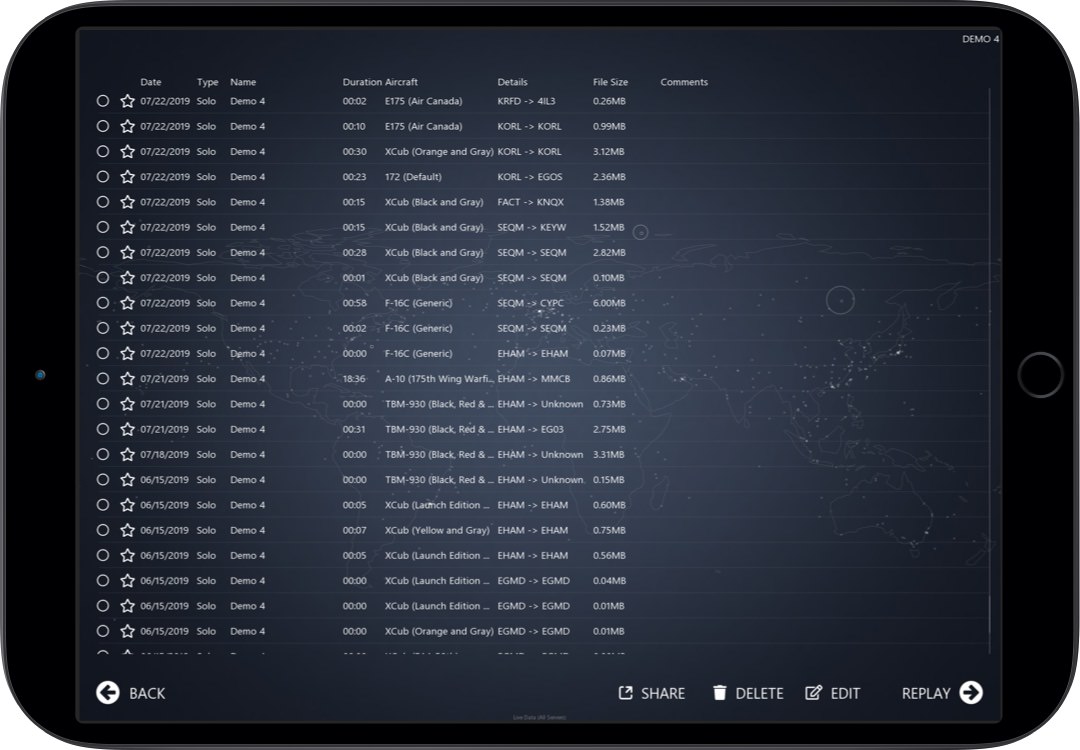 DEMO 4
Date Type Name Duration Aircraft Details File Size Comments
07/22/2019 Solo Demo 4 00:02 E175 (Air Canada) KRFD -> 4IL3 0.26MB
07/22/2019 Solo Demo 4 00:10 E175 (Air Canada) KORL -> KORL 0.99MB
07/22/2019 Solo Demo 4 00:30 XCub (Orange and Gray) KORL -> KORL 3.12MB
07/22/2019 Solo Demo 4 00:23 172 (Default) KORL -> EGOS 2.36MB
07/22/2019 Solo Demo 4 00:15 XCub (Black and Gray) FACT -> KNQX 1.38MB
07/22/2019 Solo Demo 4 00:15 XCub (Black and Gray) SEQM -> KEYW 1.52MB
07/22/2019 Solo Demo 4 00:28 XCub (Black and Gray) SEQM -> SEQM 2.82MB
07/22/2019 Solo Demo 4 00:01 XCub (Black and Gray) SEQM -> SEQM 0.10MB
07/22/2019 Solo Demo 4 00:58 F-16C (Generic) SEQM -> CYPC 6.00MB
07/22/2019 Solo Demo 4 00:02 F-16C (Generic) SEQM -> SEQM 0.23MB
07/22/2019 Solo Demo 4 00:00 F-16C (Generic) EHAM -> EHAM 0.07MB
07/21/2019 Solo Demo 4 18:36 A-10 (175th Wing Warfi... EHAM -> MMCB 0.86MB
07/21/2019 Solo Demo 4 00:00 TBM-930 (Black, Red & ... EHAM -> Unknown 0.73MB
07/21/2019 Solo Demo 4 00:31 TBM-930 (Black, Red & ... EHAM -> EG03 2.75MB
07/18/2019 Solo Demo 4 00:00 TBM-930 (Black, Red & ... EHAM -> Unknown 3.31MB
06/15/2019 Solo Demo 4 00:00 TBM-930 (Black, Red & ... EHAM -> Unknown 0.15MB
06/15/2019 Solo Demo 4 00:05 XCub (Launch Edition ... EHAM -> EHAM 0.60MB
06/15/2019 Solo Demo 4 00:07 XCub (Yellow and Gray) EHAM -> EHAM 0.75MB
06/15/2019 Solo Demo 4 00:05 XCub (Launch Edition ... EHAM -> EHAM 0.56MB
06/15/2019 Solo Demo 4 00:00 XCub (Launch Edition ... EGMD -> EGMD 0.04MB
06/15/2019 Solo Demo 4 00:00 XCub (Launch Edition ... EGMD -> EGMD 0.01MB
06/15/2019 Solo Demo 4 00:00 XCub (Orange and Gray) EGMD -> EGMD 0.01MB
BACK SHARE DELETE EDIT REPLAY
Live Data (All Servers)